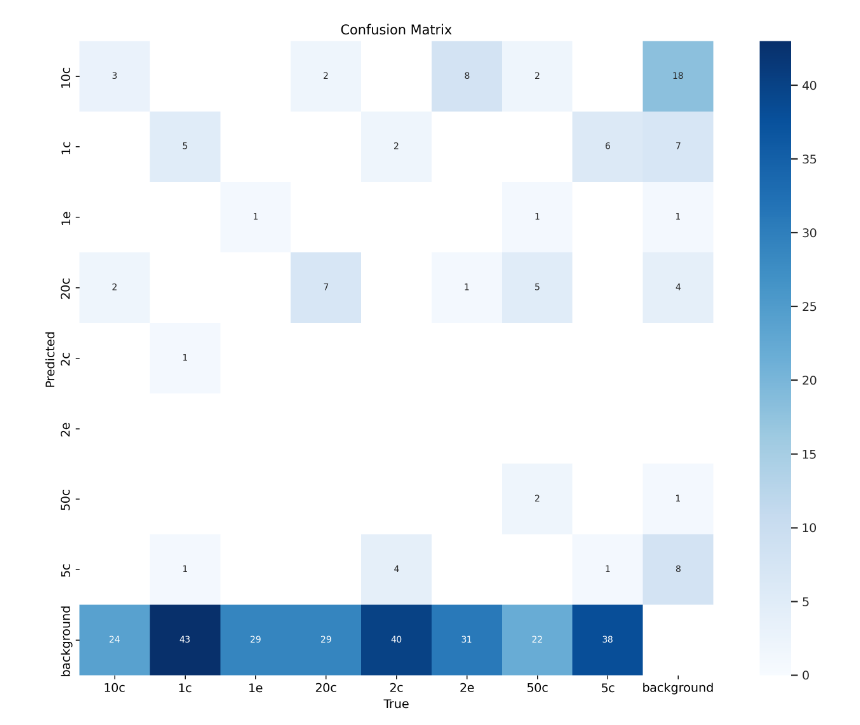 Confusion Matrix
10c 3 2 8 2 18
1c 5 2 6 7
1e 1 1 1
20c 2 7 1 5 4
2c 1
2e
50c 2 1
5c 1 4 1 8
background 24 43 29 29 40 31 22 38
10c 1c 1e 20c 2c 2e 50c 5c background
True
Predicted
40
35
30
25
20
15
10
5
0